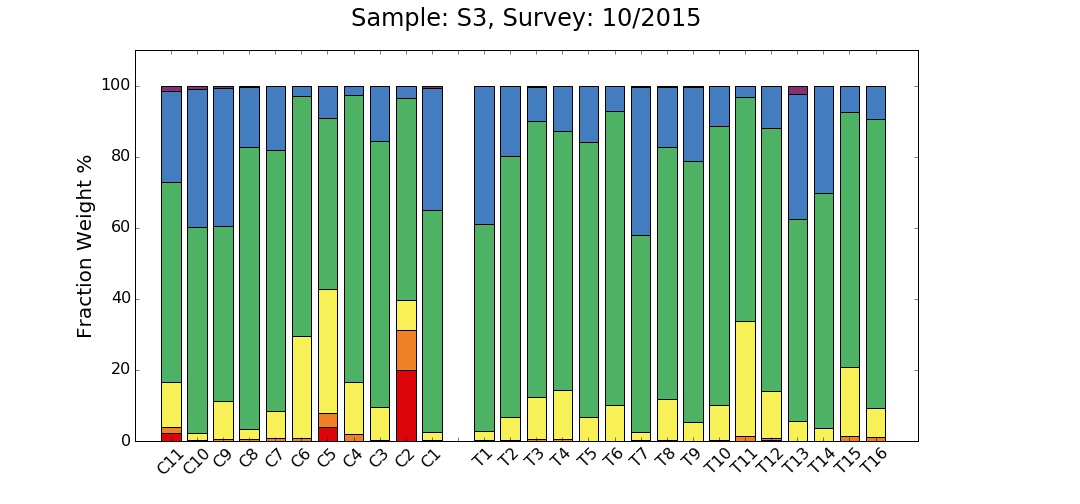 Sample: S3, Survey: 10/2015
Fraction Weight %
100
80
60
40
20
0
C11 C10 C9 C8 C7 C6 C5 C4 C3 C2 C1 T1 T2 T3 T4 T5 T6 T7 T8 T9 T10 T11 T12 T13 T14 T15 T16